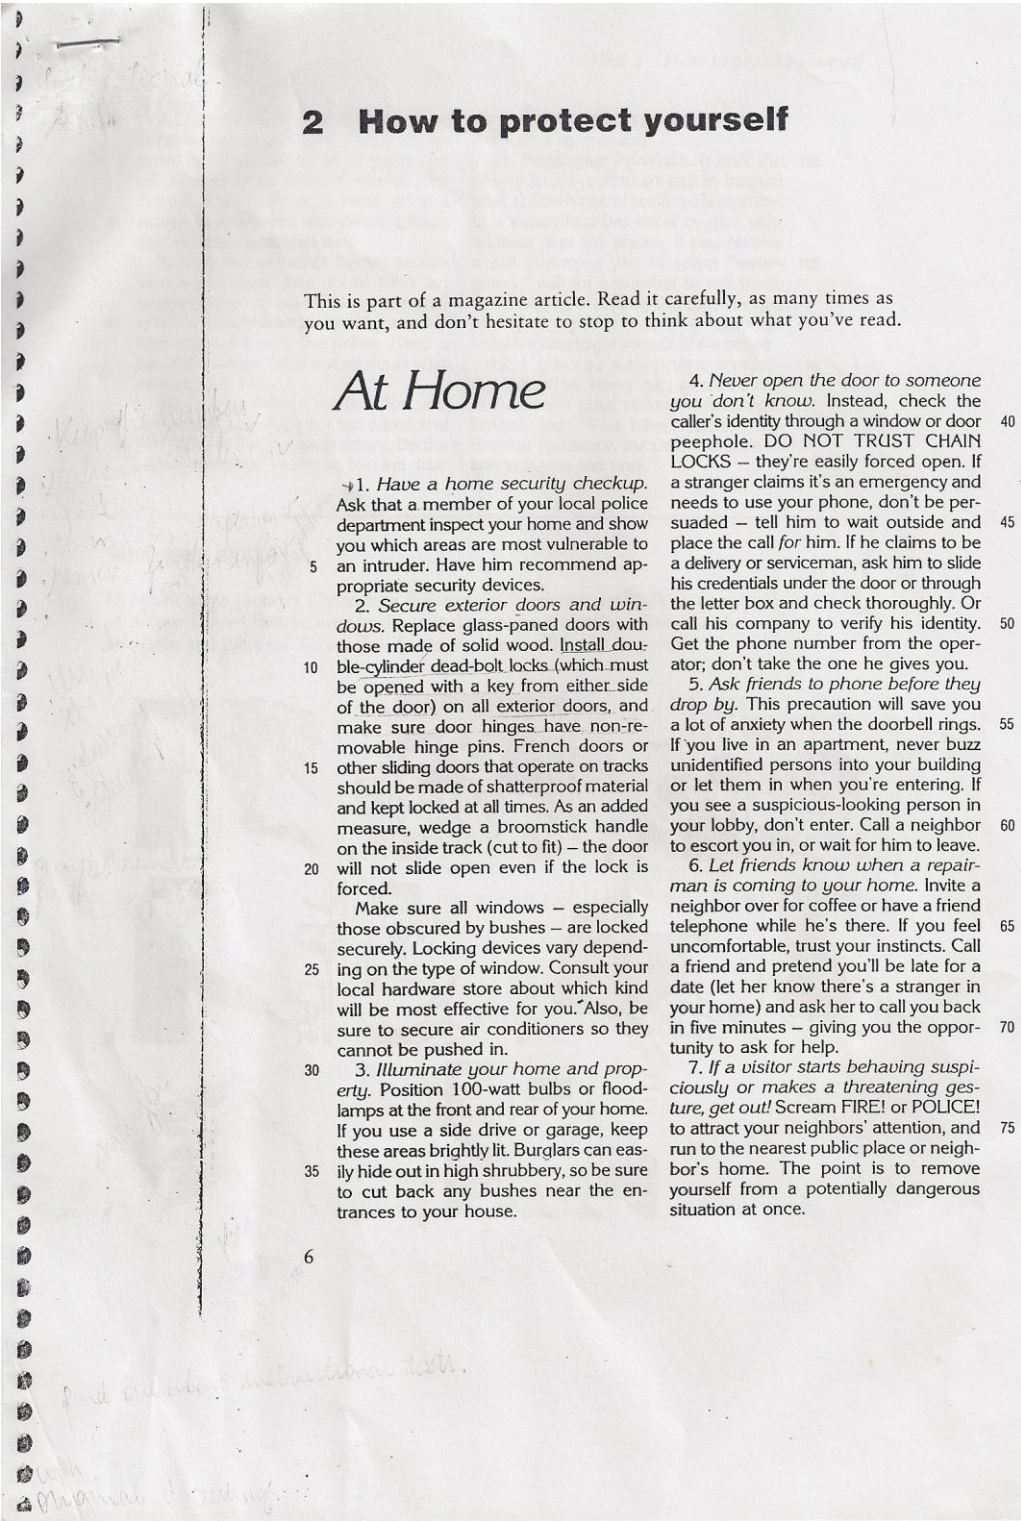 2 How to protect yourself
This is part of a magazine article. Read it carefully, as many times as
you want, and don't hesitate to stop to think about what you've read.
At Home
1. Have a home security checkup.
Ask that a member of your local police
department inspect your home and show
you which areas are most vulnerable to
5 an intruder. Have him recommend ap-
propriate security devices.
2. Secure exterior doors and win-
dows. Replace glass-paned doors with
those made of solid wood. Install dou-
10 ble-cylinder dead-bolt locks (which must
be opened with a key from either side
of the door) on all exterior doors, and
make sure door hinges have non-re-
movable hinge pins. French doors or
15 other sliding doors that operate on tracks
should be made of shatterproof material
and kept locked at all times. As an added
measure, wedge a broomstick handle
on the inside track (cut to fit) – the door
20 will not slide open even if the lock is
forced.
Make sure all windows – especially
those obscured by bushes – are locked
securely. Locking devices vary depend-
25 ing on the type of window. Consult your
local hardware store about which kind
will be most effective for you. Also, be
sure to secure air conditioners so they
cannot be pushed in.
30 3. Illuminate your home and prop-
erty. Position 100-watt bulbs or flood-
lamps at the front and rear of your home.
If you use a side drive or garage, keep
these areas brightly lit. Burglars can eas-
35 ily hide out in high shrubbery, so be sure
to cut back any bushes near the en-
trances to your house.
4. Never open the door to someone
you don't know. Instead, check the
caller's identity through a window or door 40
peephole. DO NOT TRUST CHAIN
LOCKS – they're easily forced open. If
a stranger claims it's an emergency and
needs to use your phone, don't be per-
suaded – tell him to wait outside and 45
place the call for him. If he claims to be
a delivery or serviceman, ask him to slide
his credentials under the door or through
the letter box and check thoroughly. Or
call his company to verify his identity. 50
Get the phone number from the oper-
ator; don't take the one he gives you.
5. Ask friends to phone before they
drop by. This precaution will save you
a lot of anxiety when the doorbell rings. 55
If you live in an apartment, never buzz
unidentified persons into your building
or let them in when you're entering. If
you see a suspicious-looking person in
your lobby, don't enter. Call a neighbor 60
to escort you in, or wait for him to leave.
6. Let friends know when a repair-
man is coming to your home. Invite a
neighbor over for coffee or have a friend
telephone while he's there. If you feel 65
uncomfortable, trust your instincts. Call
a friend and pretend you'll be late for a
date (let her know there's a stranger in
your home) and ask her to call you back
in five minutes – giving you the oppor- 70
tunity to ask for help.
7. If a visitor starts behaving suspi-
ciously or makes a threatening ges-
ture, get out! Scream FIRE! or POLICE!
to attract your neighbors' attention, and 75
run to the nearest public place or neigh-
bor's home. The point is to remove
yourself from a potentially dangerous
situation at once.
6